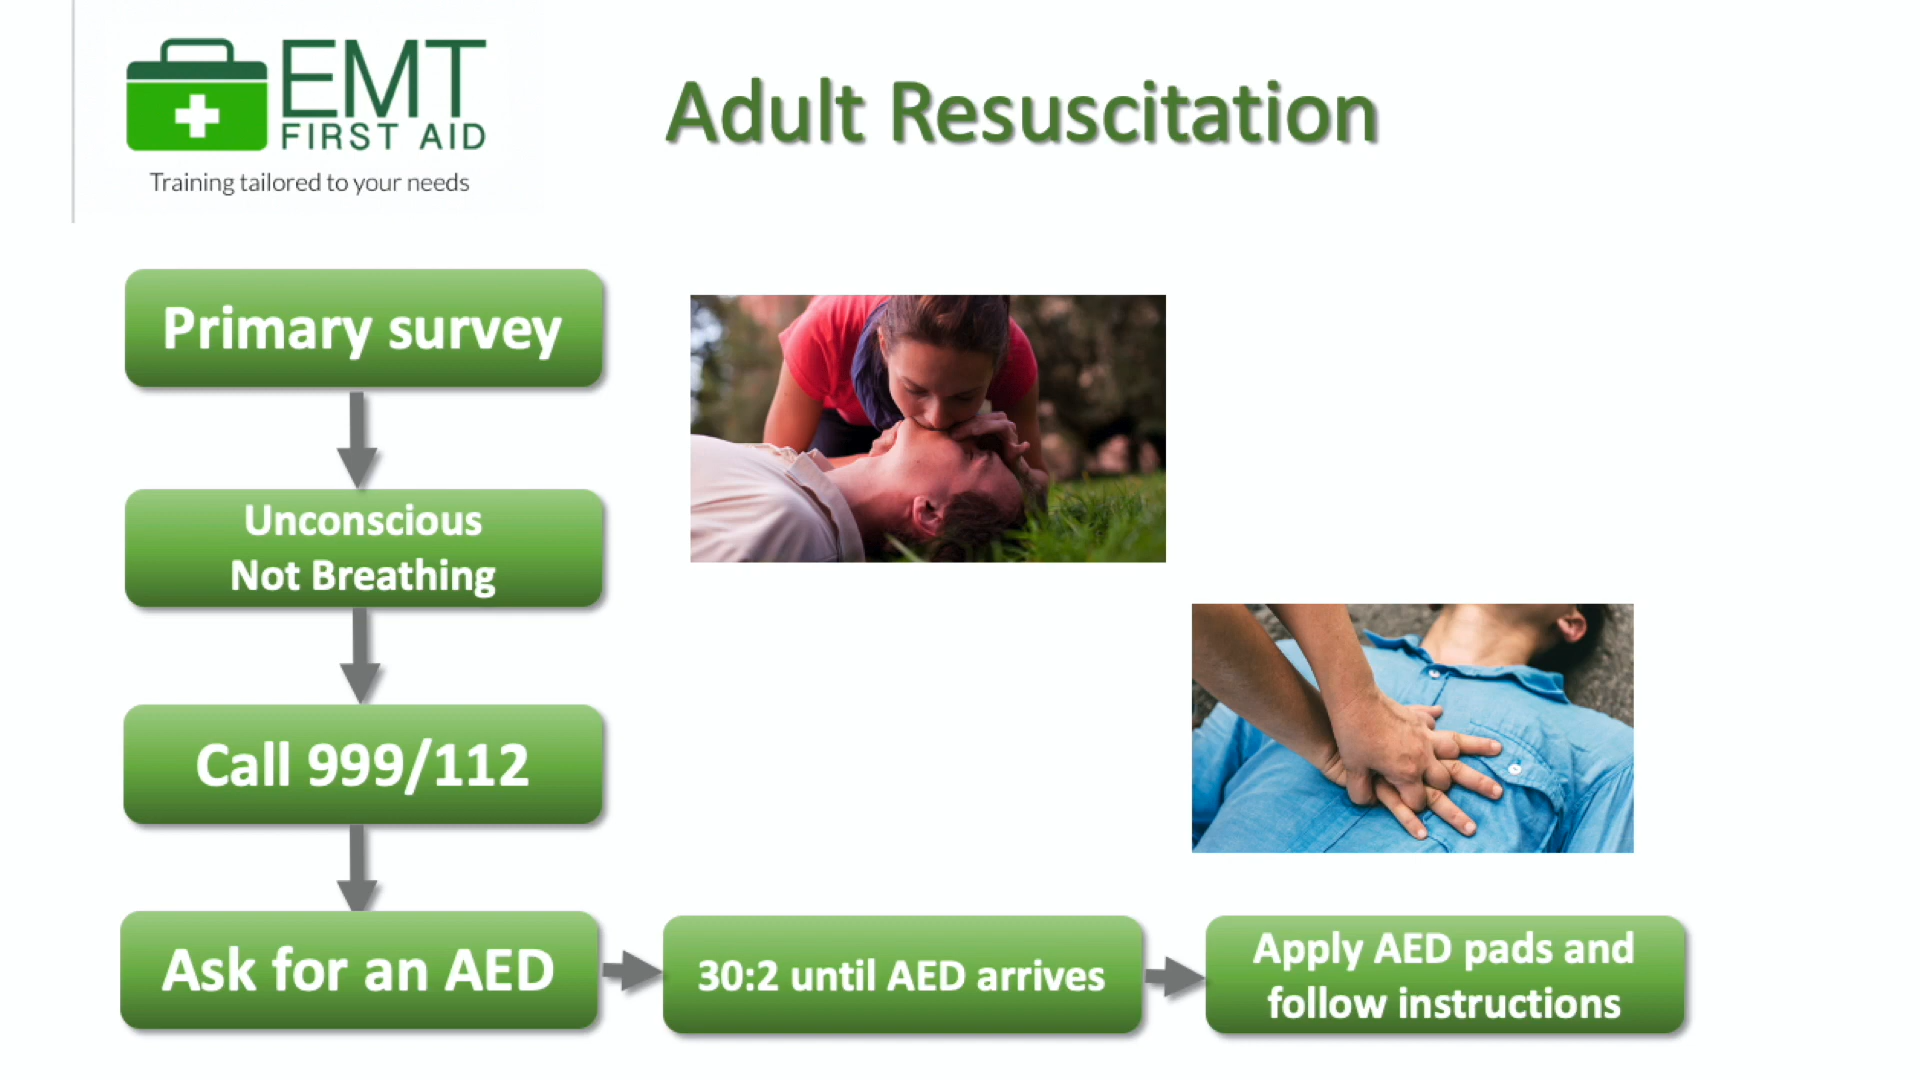 EMT
FIRST AID
Training tailored to your needs
Adult Resuscitation
Primary survey
Unconscious
Not Breathing
Call 999/112
Ask for an AED
30:2 until AED arrives
Apply AED pads and
follow instructions